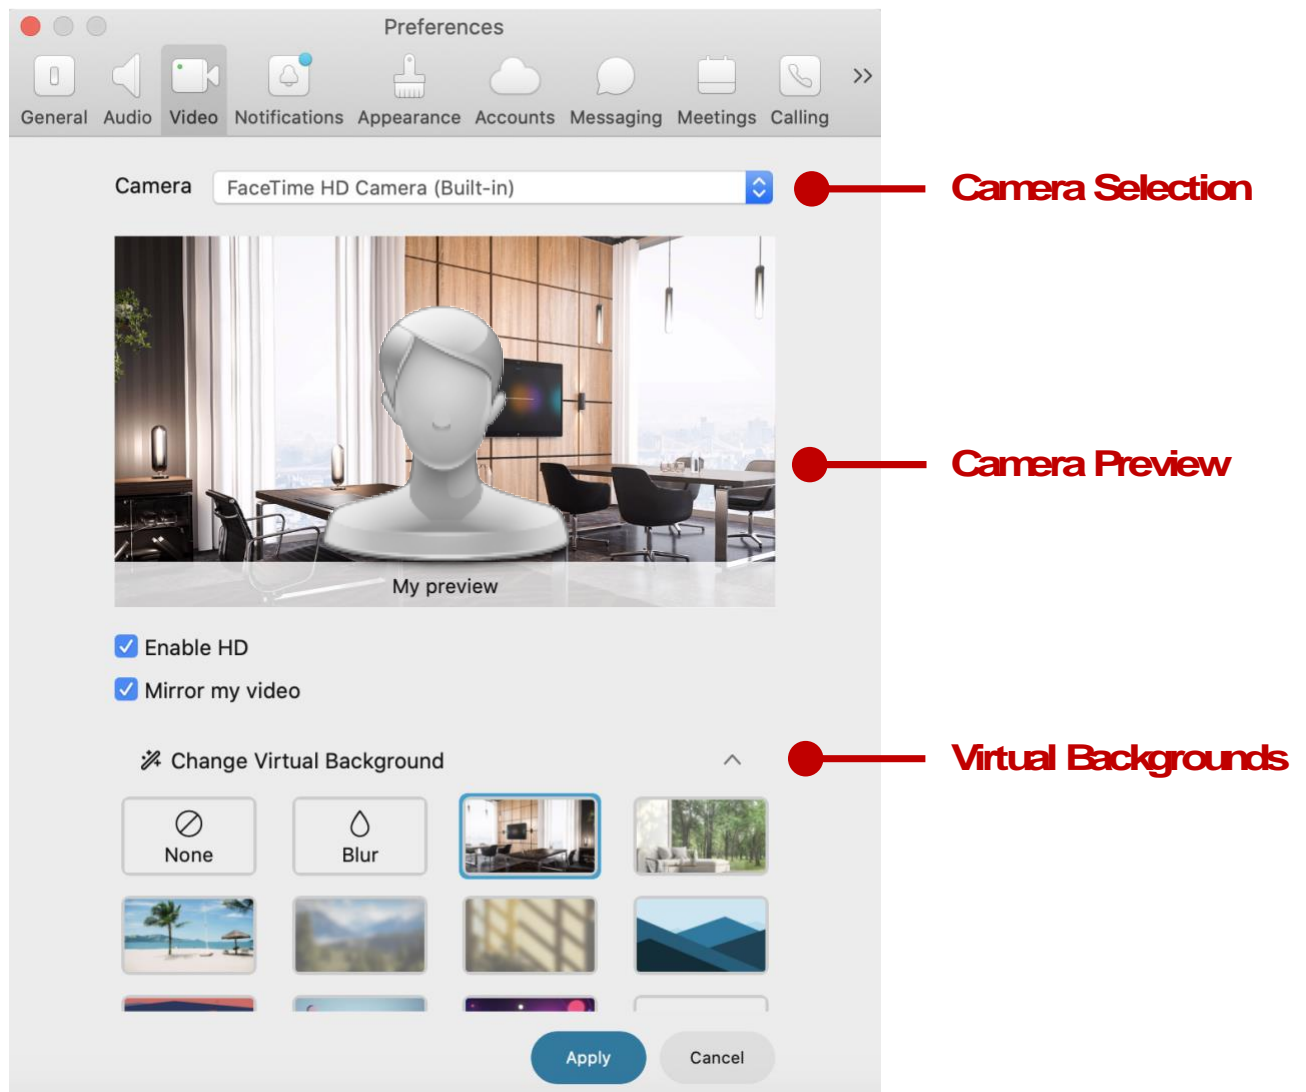 Preferences
General Audio Video Notifications Appearance Accounts Messaging Meetings Calling
Camera FaceTime HD Camera (Built-in)
Camera Selection
Camera Preview
My preview
Enable HD
Mirror my video
Change Virtual Background
Virtual Backgrounds
None Blur
Apply Cancel